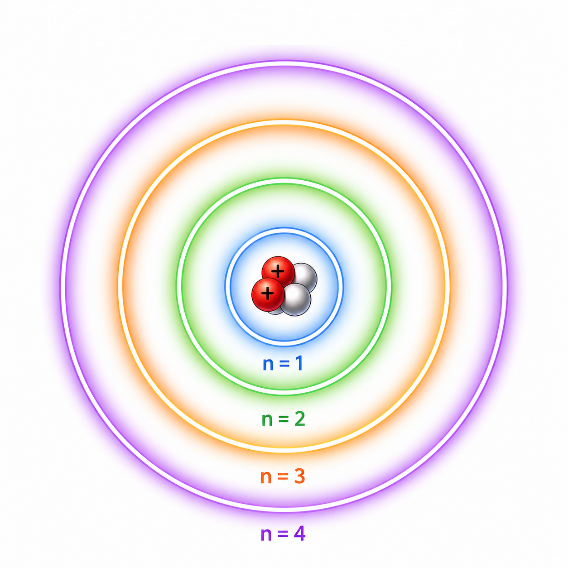 +
+
n = 1
n = 2
n = 3
n = 4